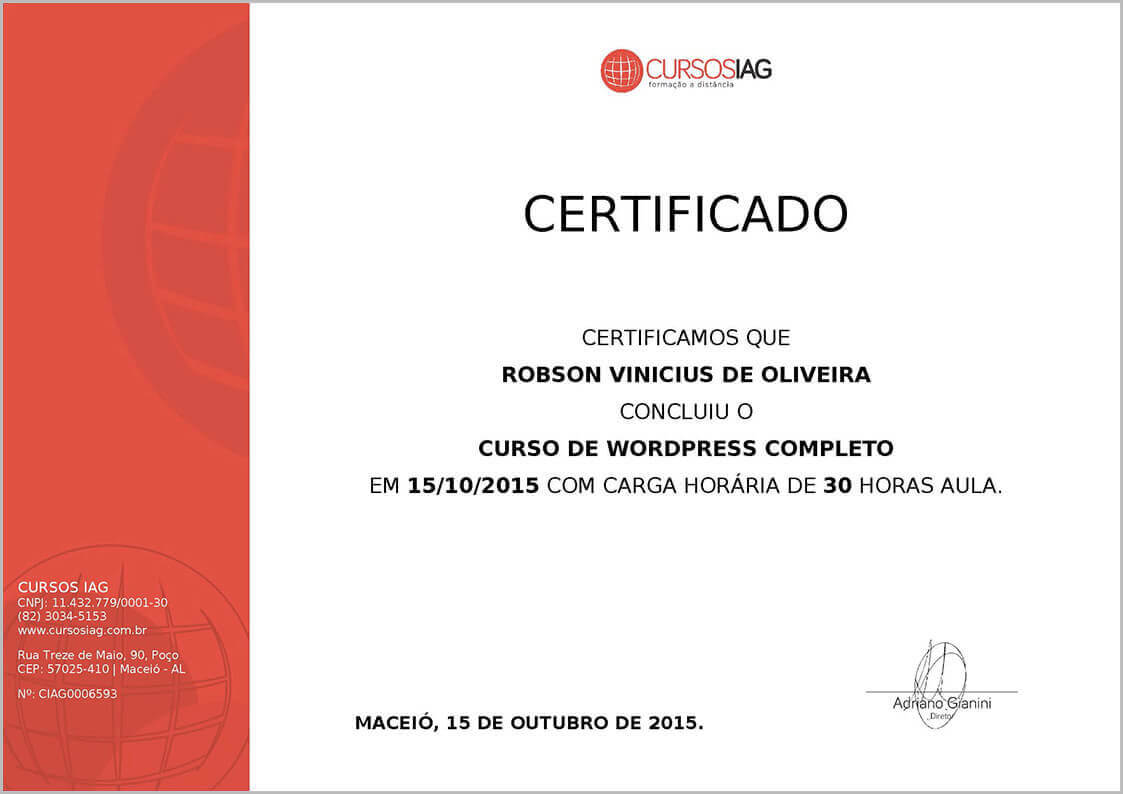 CURSOSIAG
formação a distância
CERTIFICADO
CERTIFICAMOS QUE
ROBSON VINICIUS DE OLIVEIRA
CONCLUIU O
CURSO DE WORDPRESS COMPLETO
EM 15/10/2015 COM CARGA HORÁRIA DE 30 HORAS AULA.
CURSOS IAG
CNPJ: 11.432.779/0001-30
(82) 3034-5153
www.cursosiag.com.br
Rua Treze de Maio, 90, Poço
CEP: 57025-410 | Maceió - AL
Nº: CIAG0006593
Adriano Gianini
Diretor
MACEIÓ, 15 DE OUTUBRO DE 2015.